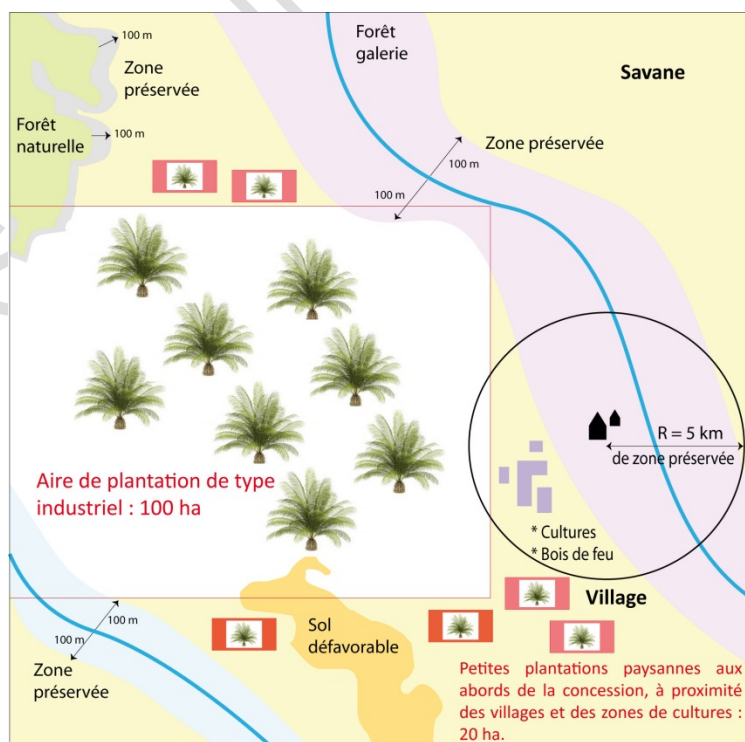 100 m
Zone
préservée
Forêt
naturelle
100 m
Forêt
galerie
Savane
Zone préservée
100 m
100 m
Aire de plantation de type
industriel : 100 ha
R = 5 km
de zone préservée
* Cultures
* Bois de feu
Village
Sol
défavorable
100 m
100 m
Zone
préservée
Petites plantations paysannes aux
abords de la concession, à proximité
des villages et des zones de cultures :
20 ha.